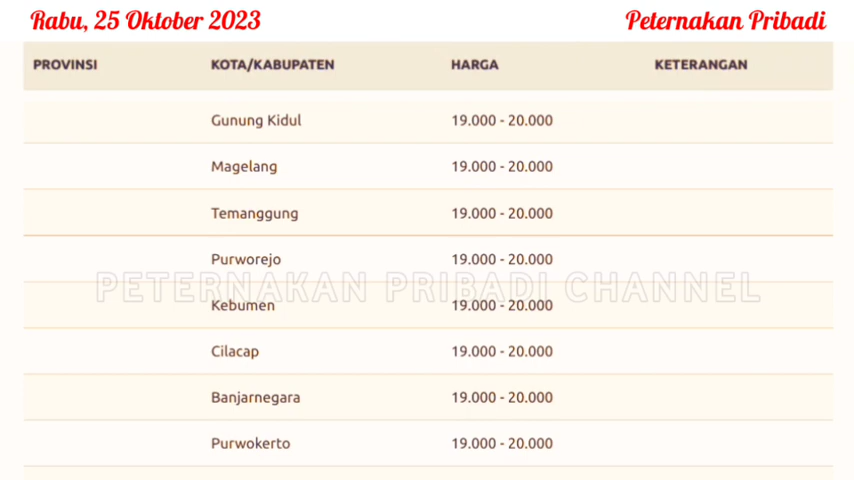 Rabu, 25 Oktober 2023 Peternakan Pribadi
PROVINSI KOTA/KABUPATEN HARGA KETERANGAN
Gunung Kidul 19.000 - 20.000
Magelang 19.000 - 20.000
Temanggung 19.000 - 20.000
Purworejo 19.000 - 20.000
PETERNAKAN PRIBADI CHANNEL
Kebumen 19.000 - 20.000
Cilacap 19.000 - 20.000
Banjarnegara 19.000 - 20.000
Purwokerto 19.000 - 20.000